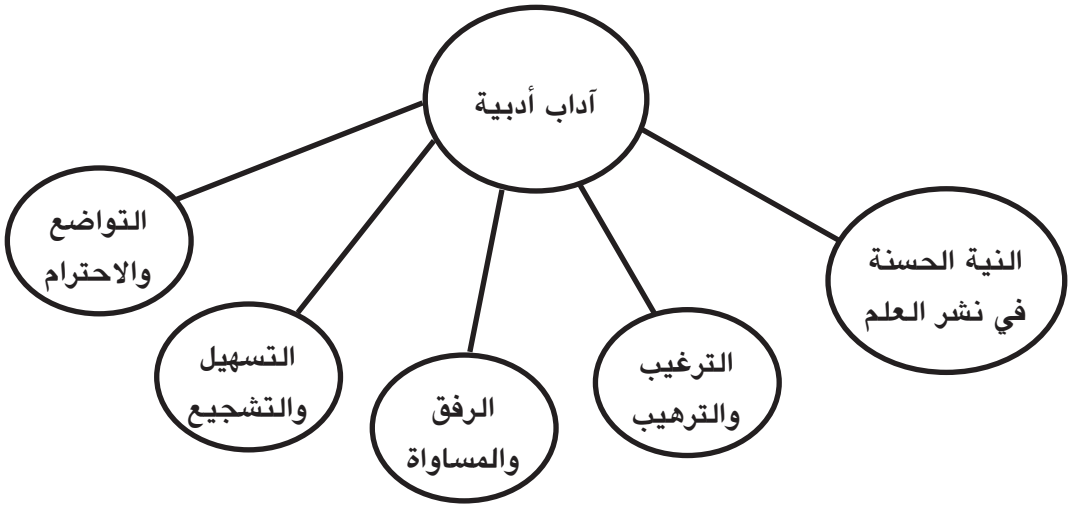 آداب أدبية
النية الحسنة
في نشر العلم
الترغيب
والترهيب
الرفق
والمساواة
التسهيل
والتشجيع
التواضع
والاحترام